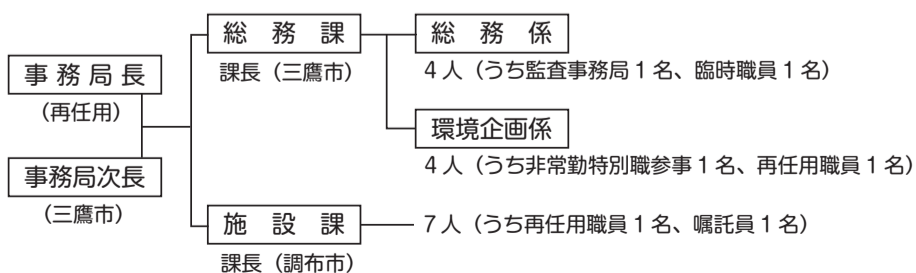 事務局長
(再任用)
事務局次長
(三鷹市)
総務課
課長（三鷹市）
総務係
4人（うち監査事務局1名、臨時職員1名）
環境企画係
4人（うち非常勤特別職参事1名、再任用職員1名）
施設課
課長（調布市）
7人（うち再任用職員1名、嘱託員1名）